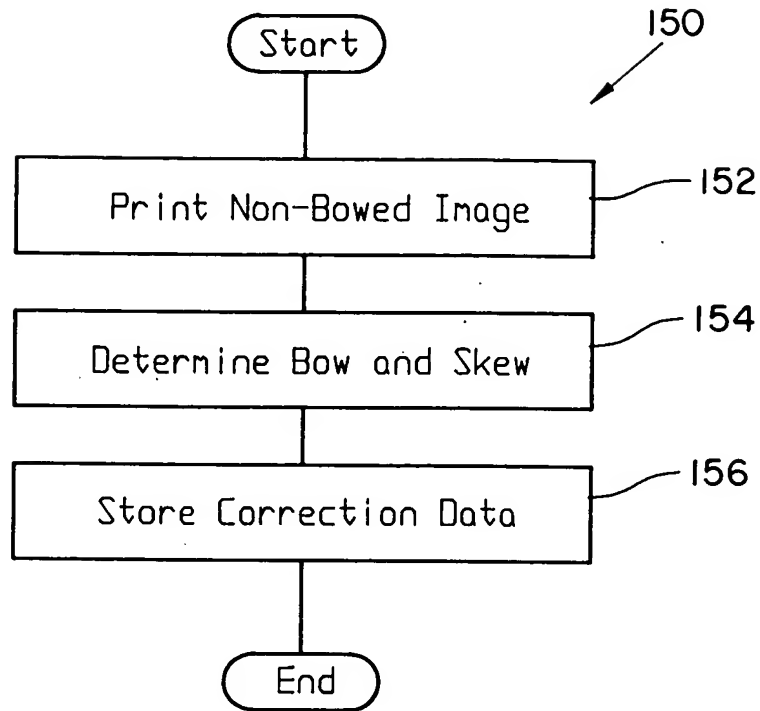 Start
150
Print Non-Bowed Image
152
Determine Bow and Skew
154
Store Correction Data
156
End